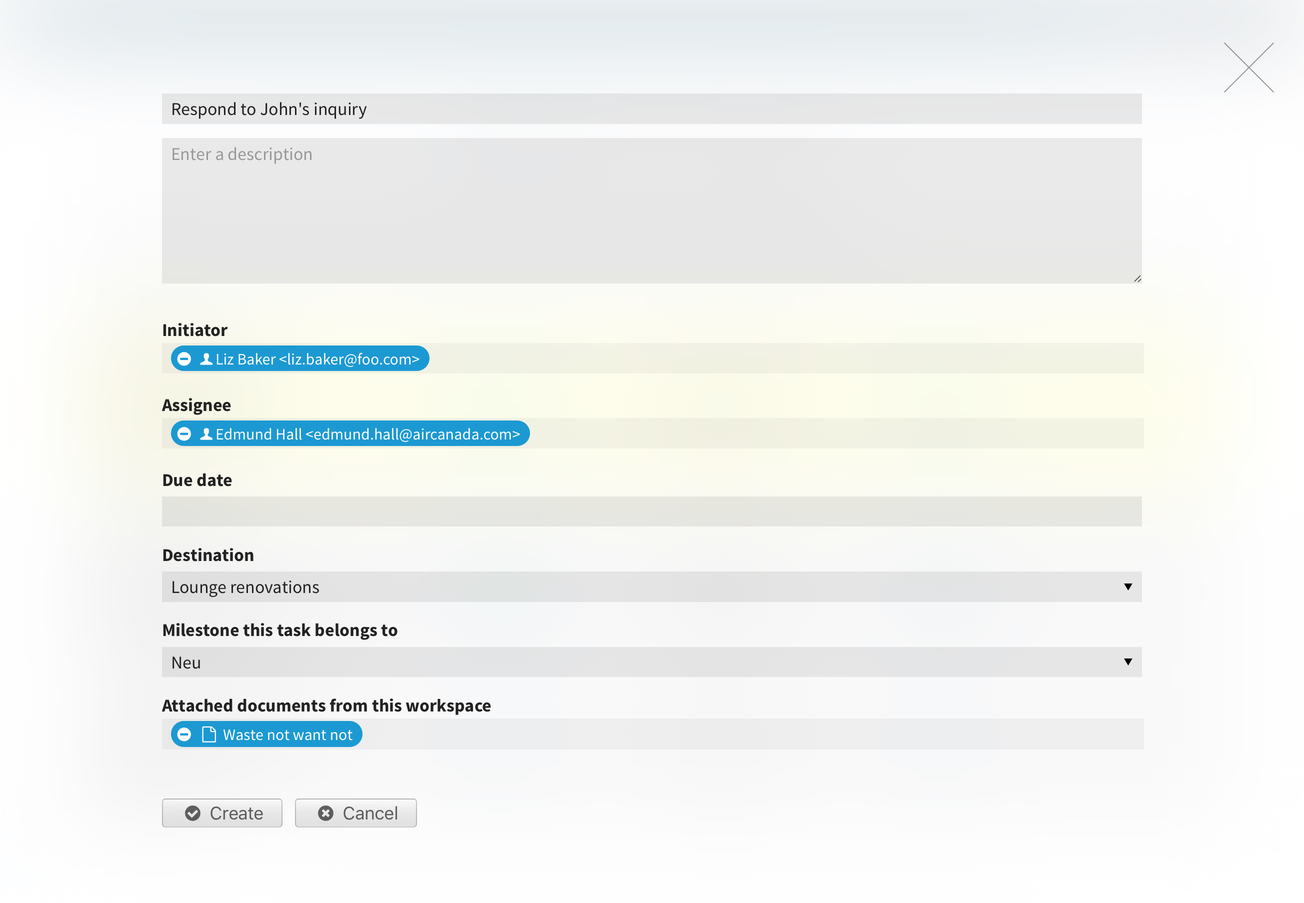 Respond to John's inquiry
Enter a description
Initiator
Liz Baker <liz.baker@foo.com>
Assignee
Edmund Hall <edmund.hall@aircanada.com>
Due date
Destination
Lounge renovations
Milestone this task belongs to
Neu
Attached documents from this workspace
Waste not want not
Create Cancel